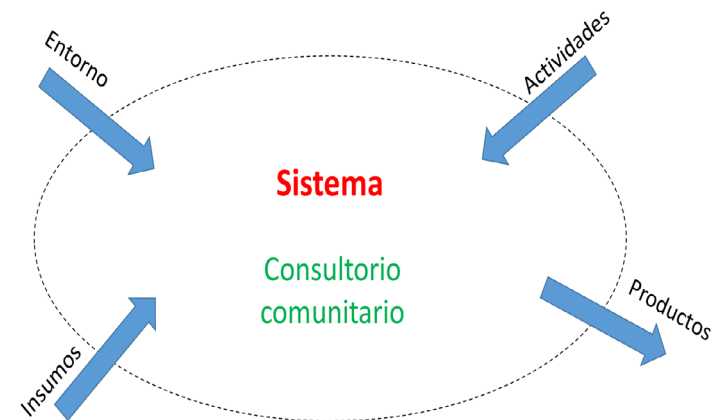 Entorno
Actividades
Sistema
Consultorio
comunitario
Productos
Insumos